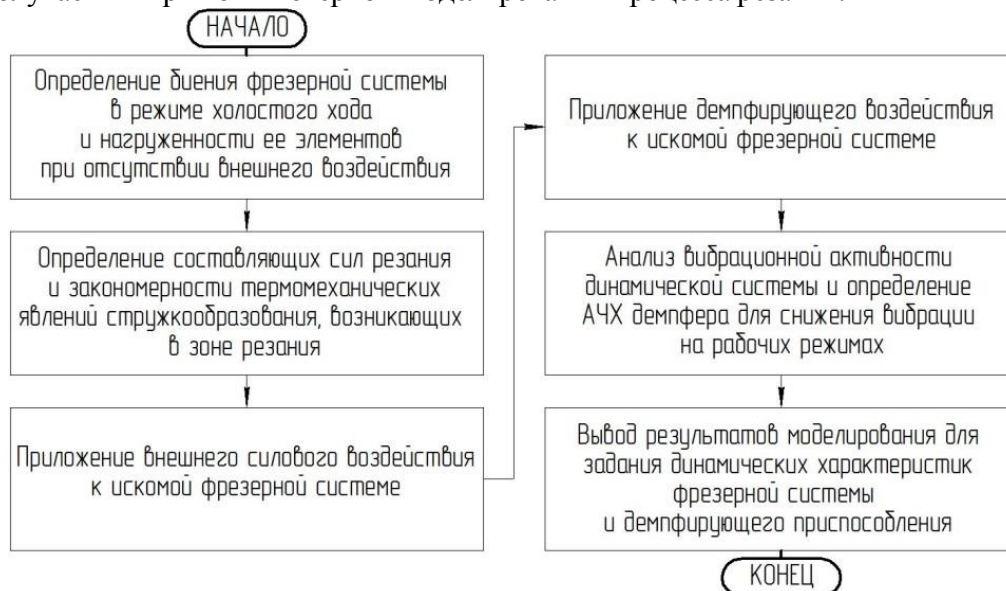 НАЧАЛО
Определение биения фрезерной системы
в режиме холостого хода
и нагруженности ее элементов
при отсутствии внешнего воздействия
Определение составляющих сил резания
и закономерности термомеханических
явлений стружкообразования, возникающих
в зоне резания
Приложение внешнего силового воздействия
к искомой фрезерной системе
Приложение демпфирующего воздействия
к искомой фрезерной системе
Анализ вибрационной активности
динамической системы и определение
АЧХ демпфера для снижения вибрации
на рабочих режимах
Вывод результатов моделирования для
задания динамических характеристик
фрезерной системы
и демпфирующего приспособления
КОНЕЦ